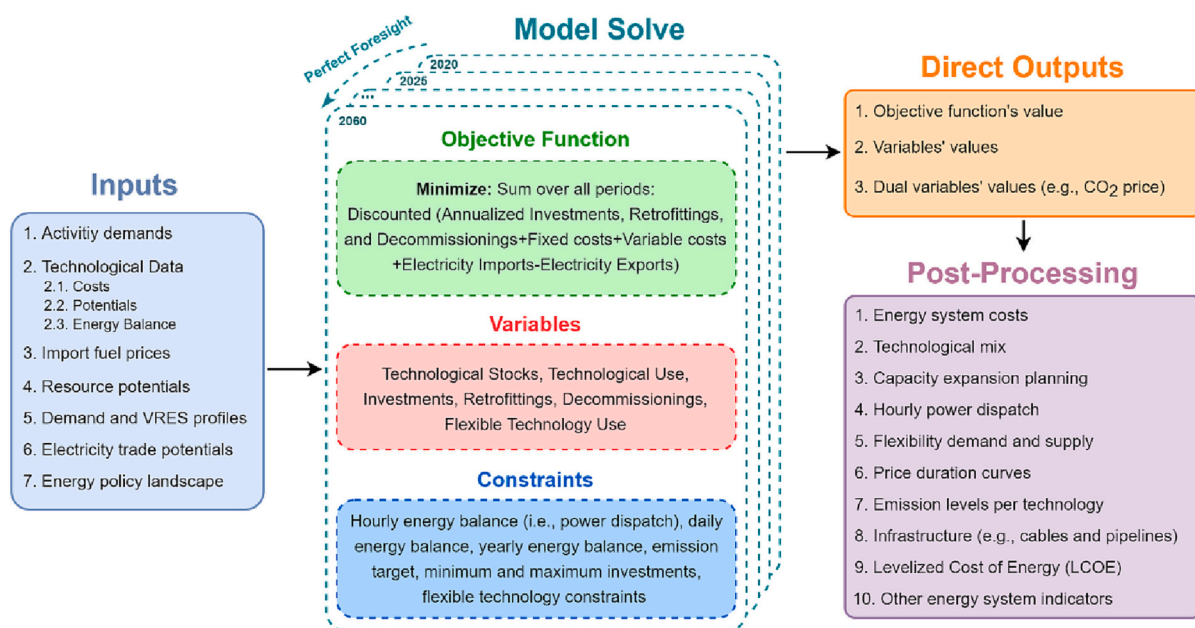 Inputs
1. Activitiy demands
2. Technological Data
2.1. Costs
2.2. Potentials
2.3. Energy Balance
3. Import fuel prices
4. Resource potentials
5. Demand and VRES profiles
6. Electricity trade potentials
7. Energy policy landscape
Model Solve
Perfect Foresight
2020
2025
...
2060
Objective Function
Minimize: Sum over all periods:
Discounted (Annualized Investments, Retrofittings,
and Decommissionings+Fixed costs+Variable costs
+Electricity Imports-Electricity Exports)
Variables
Technological Stocks, Technological Use,
Investments, Retrofittings, Decommissionings,
Flexible Technology Use
Constraints
Hourly energy balance (i.e., power dispatch), daily
energy balance, yearly energy balance, emission
target, minimum and maximum investments,
flexible technology constraints
Direct Outputs
1. Objective function's value
2. Variables' values
3. Dual variables' values (e.g., CO2 price)
Post-Processing
1. Energy system costs
2. Technological mix
3. Capacity expansion planning
4. Hourly power dispatch
5. Flexibility demand and supply
6. Price duration curves
7. Emission levels per technology
8. Infrastructure (e.g., cables and pipelines)
9. Levelized Cost of Energy (LCOE)
10. Other energy system indicators